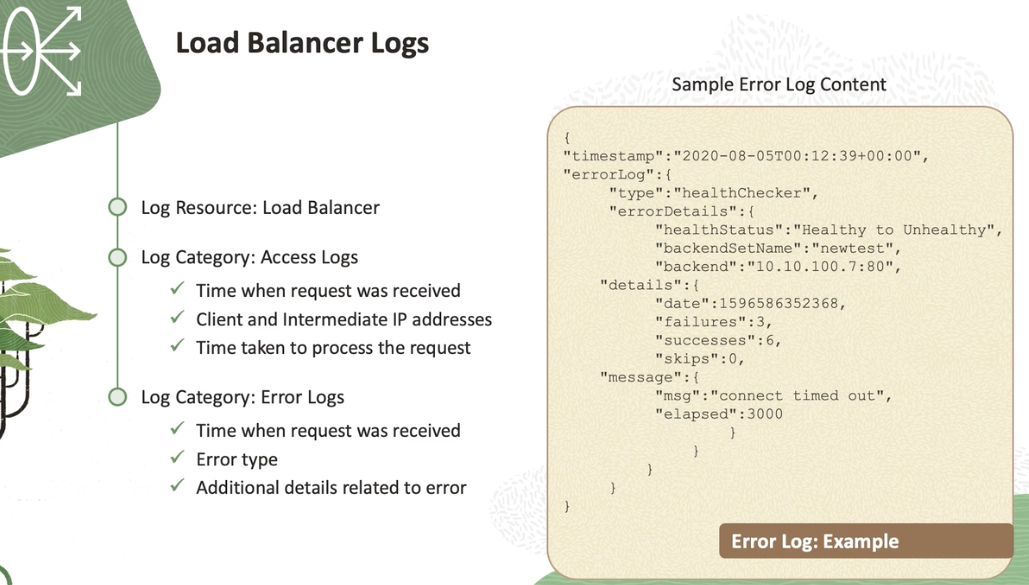 Load Balancer Logs
Log Resource: Load Balancer
Log Category: Access Logs
Time when request was received
Client and Intermediate IP addresses
Time taken to process the request
Log Category: Error Logs
Time when request was received
Error type
Additional details related to error
Sample Error Log Content
{
"timestamp":"2020-08-05T00:12:39+00:00",
"errorLog":{
"type":"healthChecker",
"errorDetails":{
"healthStatus":"Healthy to Unhealthy",
"backendSetName":"newtest",
"backend":"10.10.100.7:80",
"details":{
"date":1596586352368,
"failures":3,
"successes":6,
"skips":0,
"message":{
"msg":"connect timed out",
"elapsed":3000
}
}
}
}
}
Error Log: Example